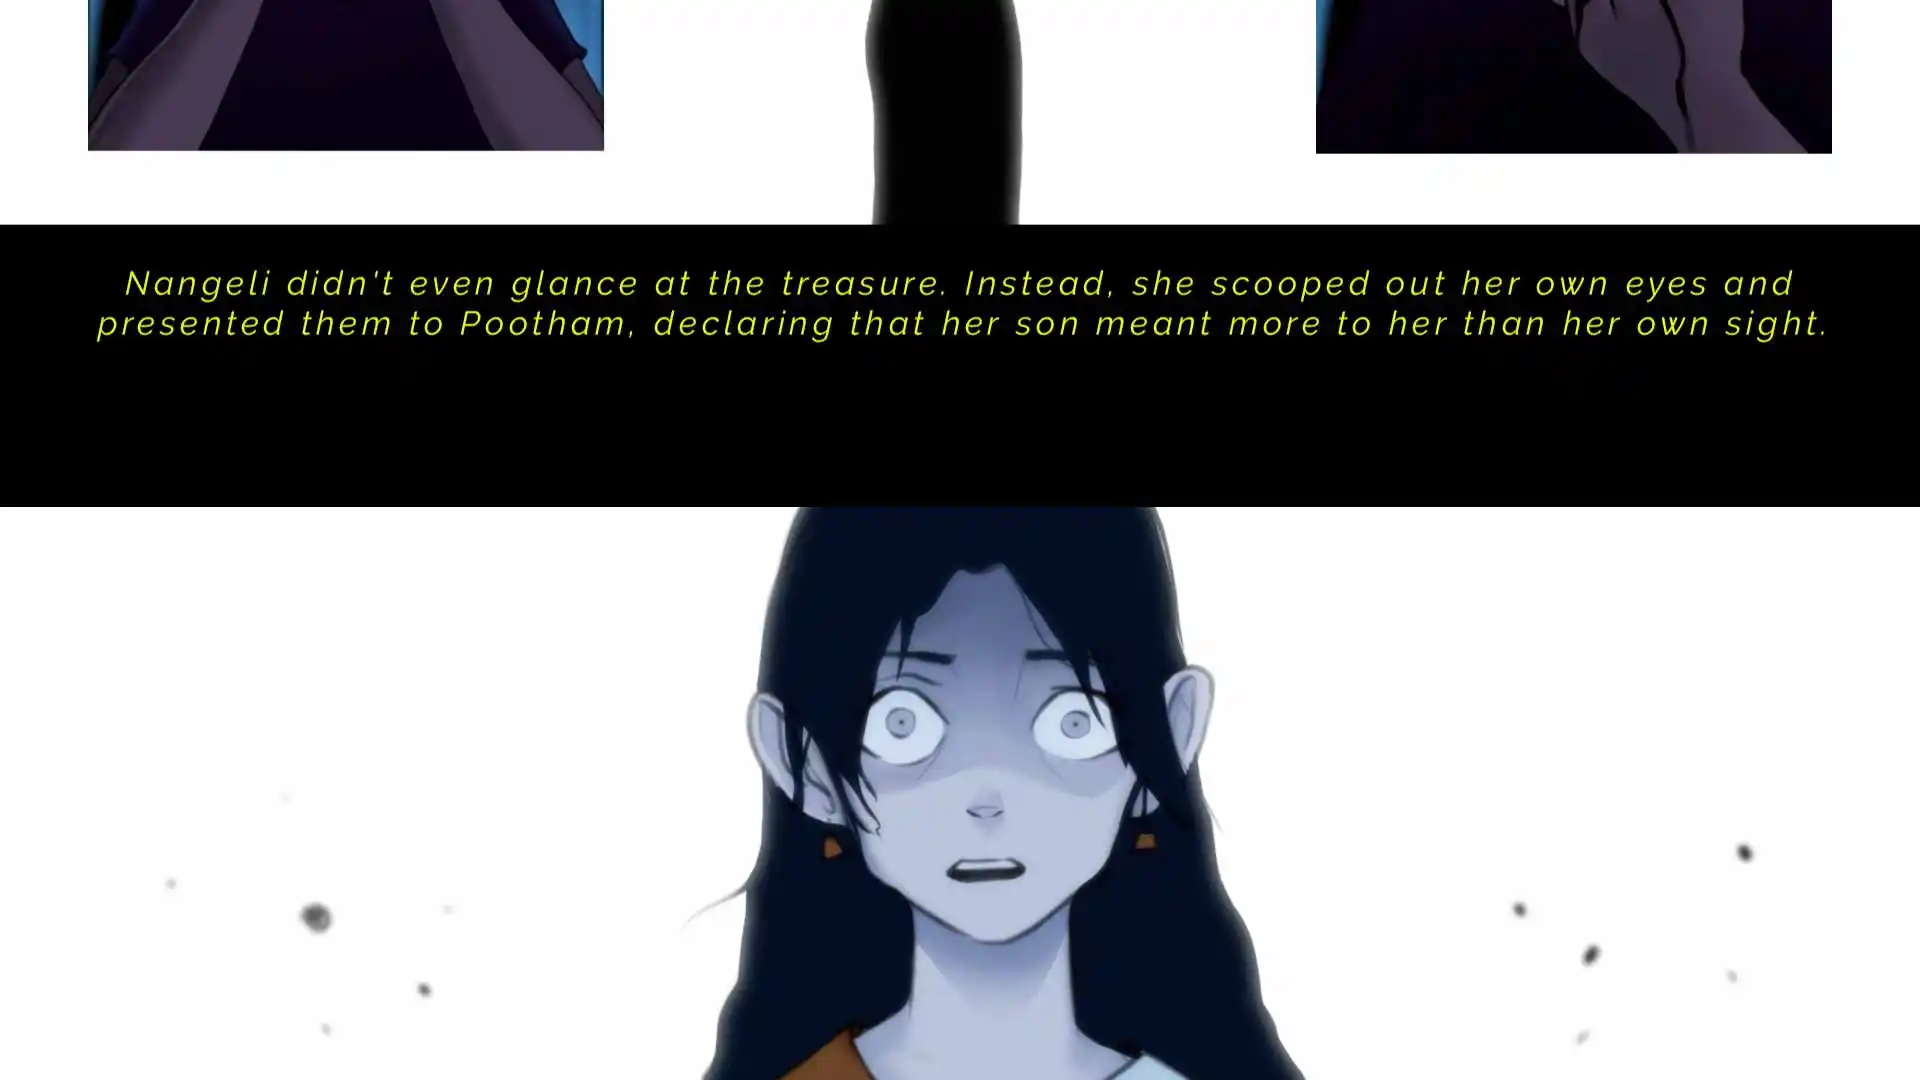 Nangeli didn't even glance at the treasure. Instead, she scooped out her own eyes and
presented them to Pootham, declaring that her son meant more to her than her own sight.